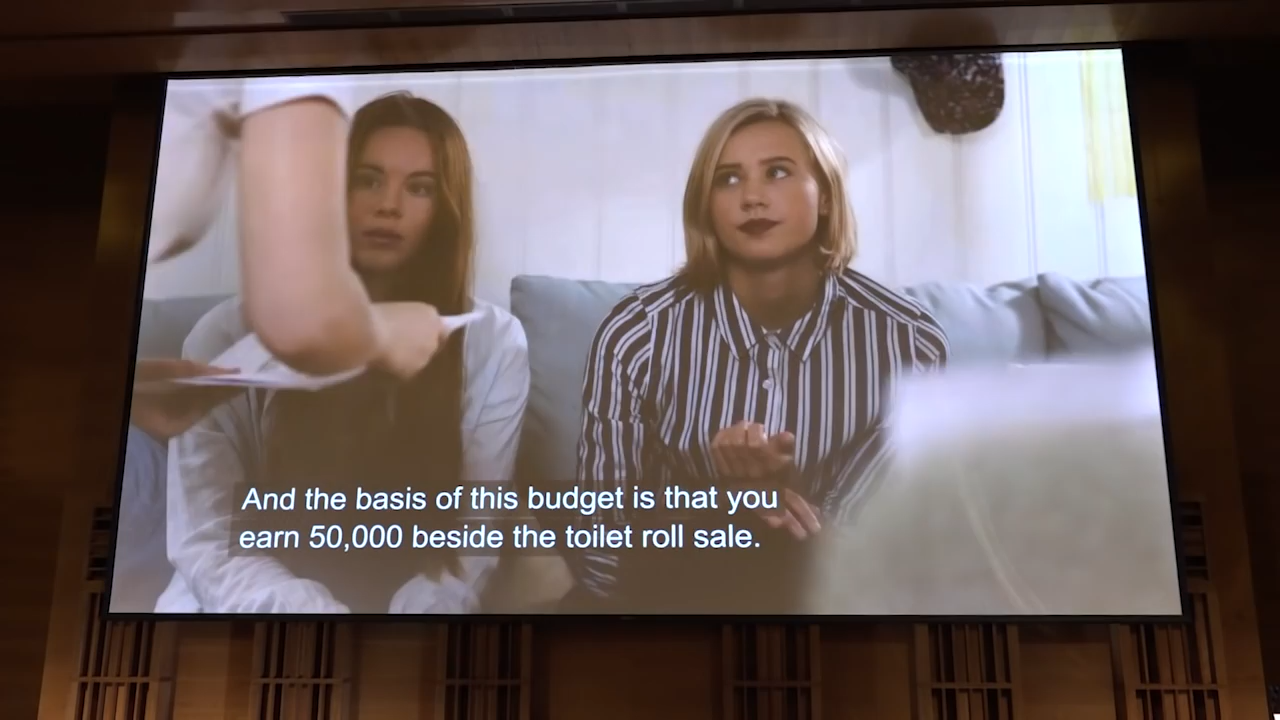 And the basis of this budget is that you
earn 50,000 beside the toilet roll sale.